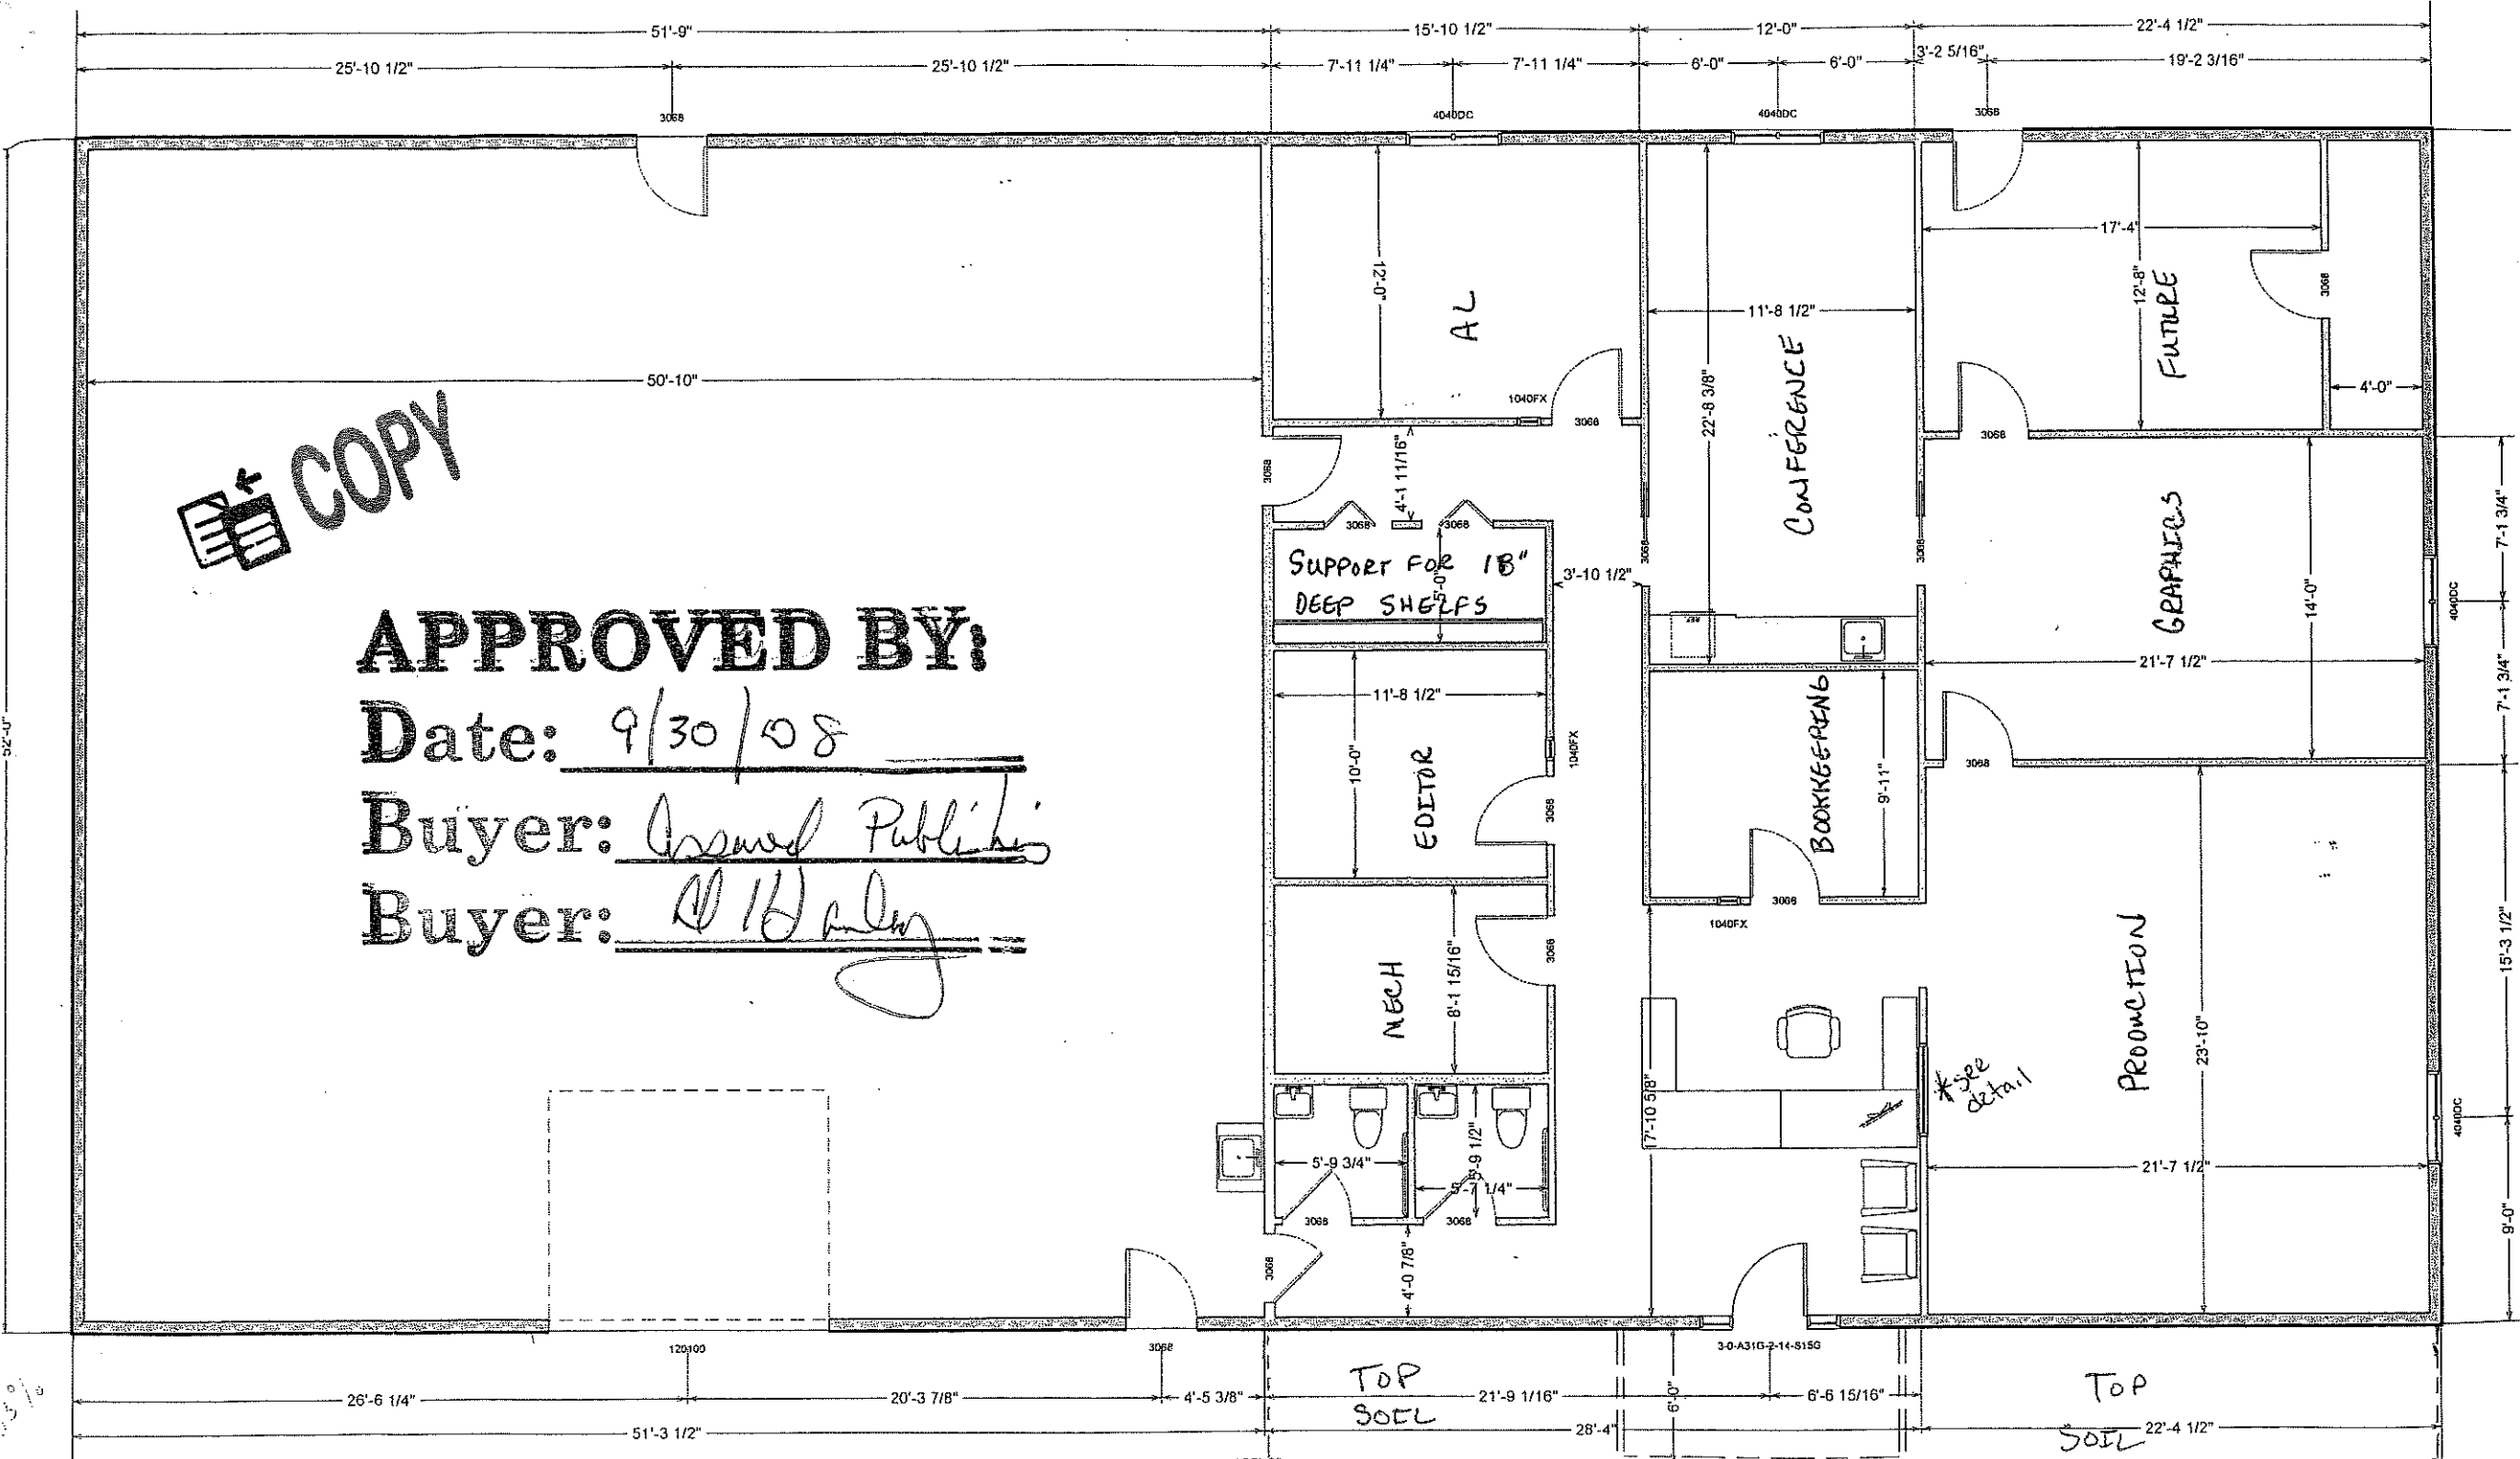 51'-9"
15'-10 1/2"
12'-0"
22'-4 1/2"
25'-10 1/2"
25'-10 1/2"
7'-11 1/4"
7'-11 1/4"
6'-0"
6'-0"
3'-2 5/16"
19'-2 3/16"
3068
4040DC
4040DC
3068
12'-0"
AL
1040FX
3068
22'-8 3/8"
11'-8 1/2"
CONFERENCE
17'-4"
12'-8"
FUTURE
3068
4'-0"
3068
50'-10"
COPY
3068
4'-1 11/16"
3068
3068
SUPPORT FOR 18"
DEEP SHELFS
5'-0"
3'-10 1/2"
3068
3068
REF
GRAPHICS
14'-0"
21'-7 1/2"
4040DC
7'-1 3/4"
7'-1 3/4"
52'-0"
APPROVED BY:
Date: 9/30/08
Buyer: Publishing
Buyer:
11'-8 1/2"
10'-0"
EDITOR
1040FX
3068
BOOKKEEPING
9'-11"
3068
1040FX
3068
MECH
8'-1 15/16"
3068
PRODUCTION
23'-10"
21'-7 1/2"
*see
detail
15'-3 1/2"
4040DC
9'-0"
17'-10 5/8"
5'-9 3/4"
5'-9 1/2"
5'-7 1/4"
3068
3068
3068
4'-0 7/8"
120100
3068
3-0-A31G-2-14-S15G
26'-6 1/4"
20'-3 7/8"
4'-5 3/8"
TOP
SOIL
21'-9 1/16"
6'-0"
6'-6 15/16"
TOP
SOIL
51'-3 1/2"
28'-4"
22'-4 1/2"